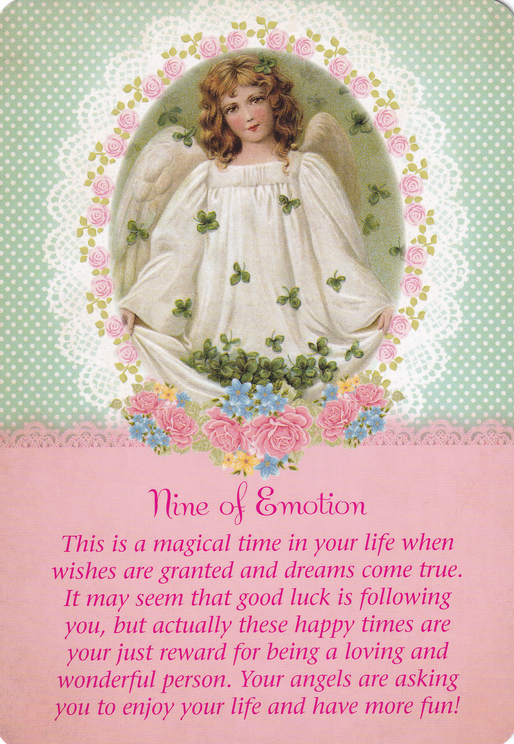 Nine of Emotion
This is a magical time in your life when
wishes are granted and dreams come true.
It may seem that good luck is following
you, but actually these happy times are
your just reward for being a loving and
wonderful person. Your angels are asking
you to enjoy your life and have more fun!